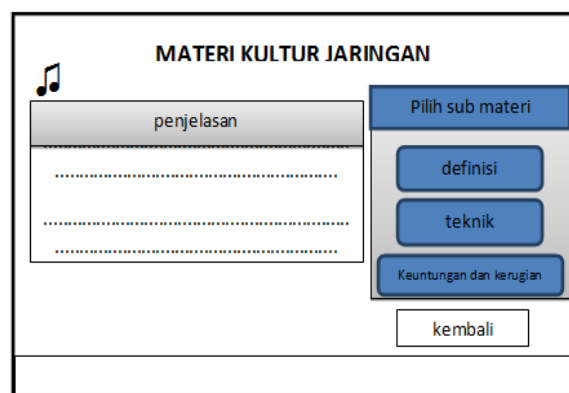 MATERI KULTUR JARINGAN
penjelasan
Pilih sub materi
definisi
teknik
Keuntungan dan kerugian
kembali